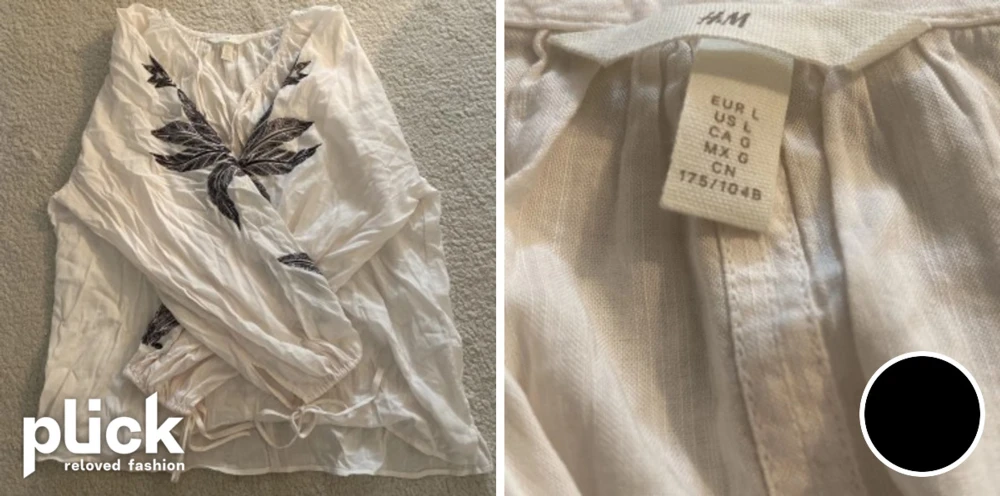 plick
reloved fashion
H&M
EUR L
US L
CA G
MX G
CN
175/104B